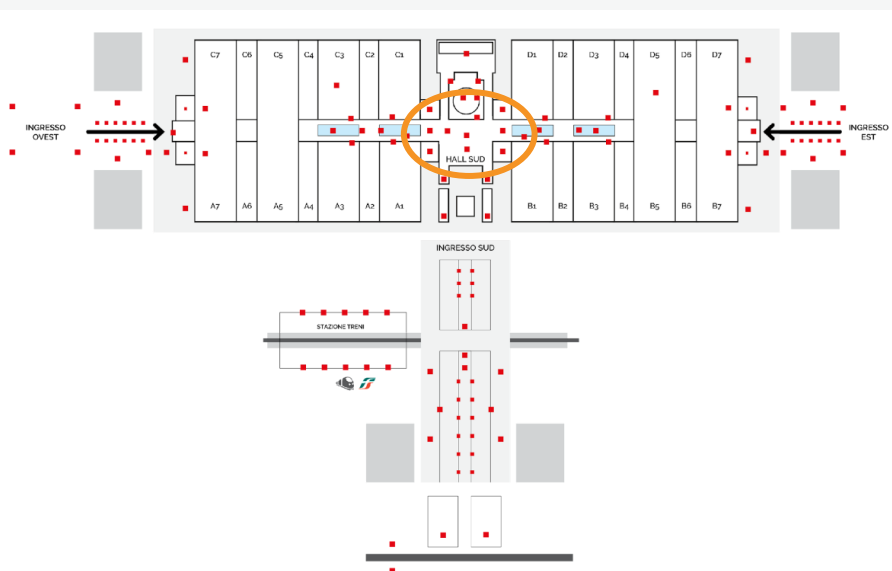 C7 C6 C5 C4 C3 C2 C1 D1 D2 D3 D4 D5 D6 D7
INGRESSO
OVEST
INGRESSO
EST
HALL SUD
A7 A6 A5 A4 A3 A2 A1 B1 B2 B3 B4 B5 B6 B7
INGRESSO SUD
STAZIONE TRENI